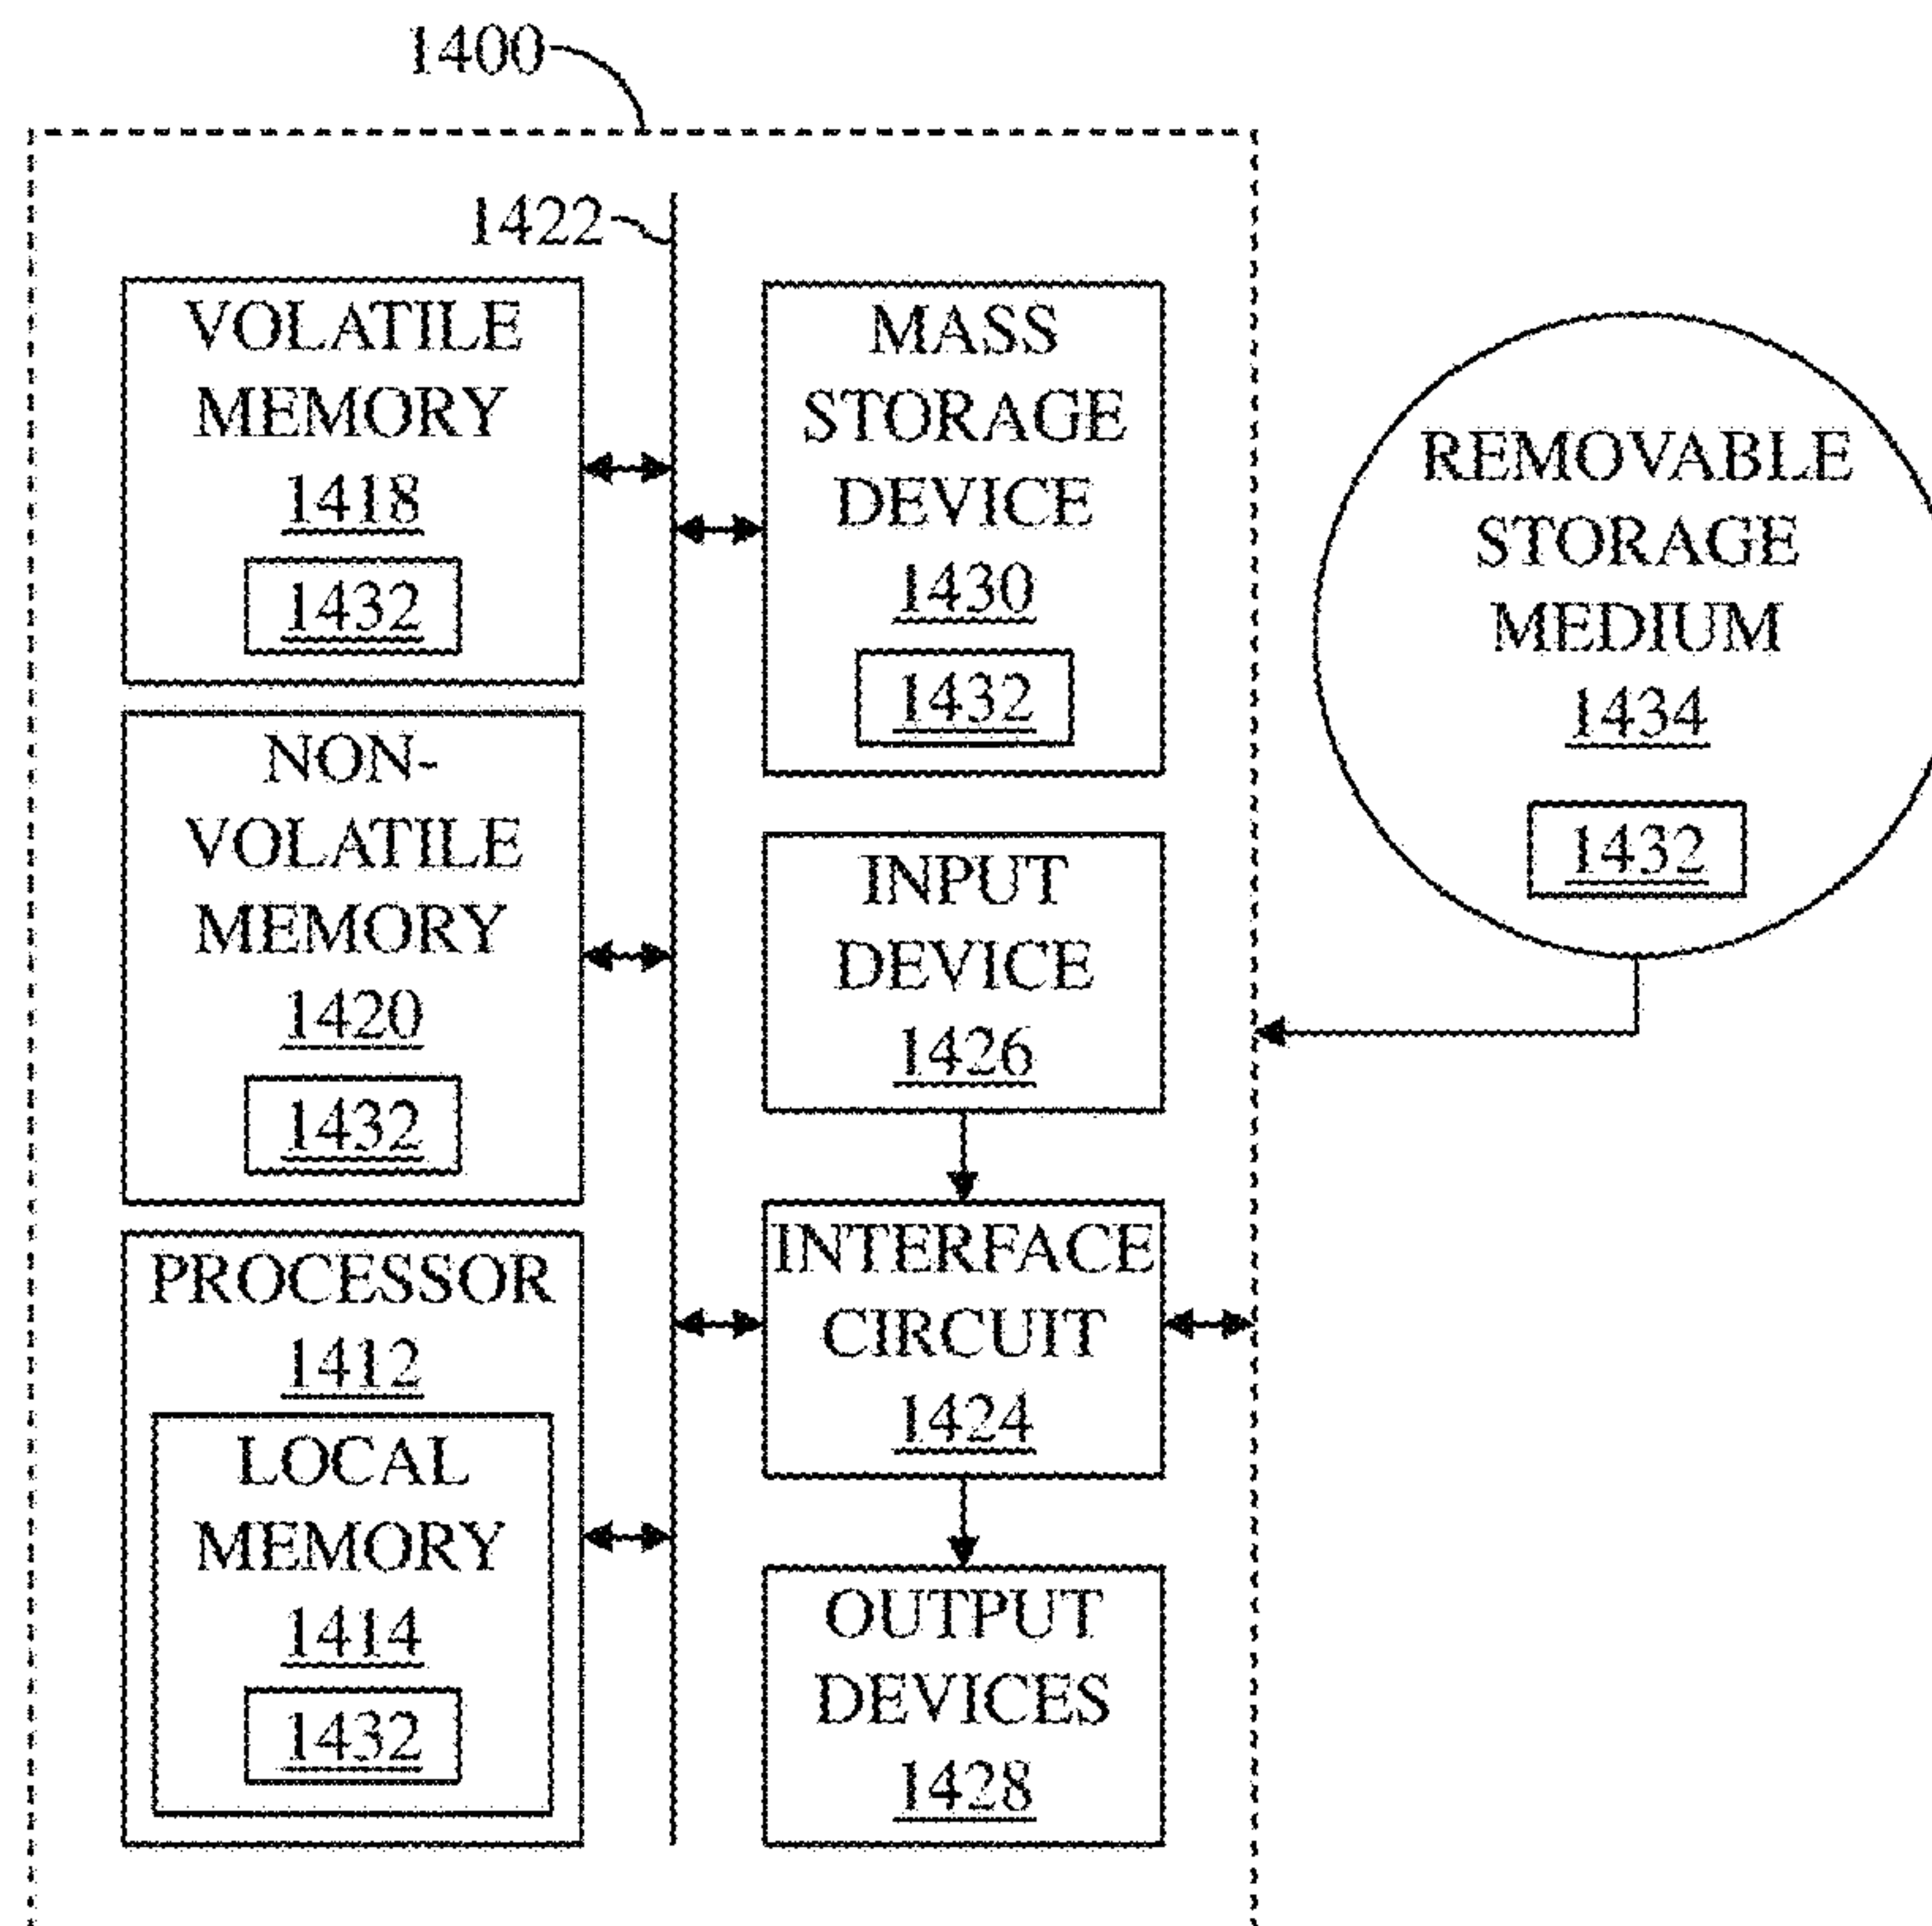 1400
1422
VOLATILE
MEMORY
1418
1432
NON-
VOLATILE
MEMORY
1420
1432
PROCESSOR
1412
LOCAL
MEMORY
1414
1432
MASS
STORAGE
DEVICE
1430
1432
INPUT
DEVICE
1426
INTERFACE
CIRCUIT
1424
OUTPUT
DEVICES
1428
REMOVABLE
STORAGE
MEDIUM
1434
1432